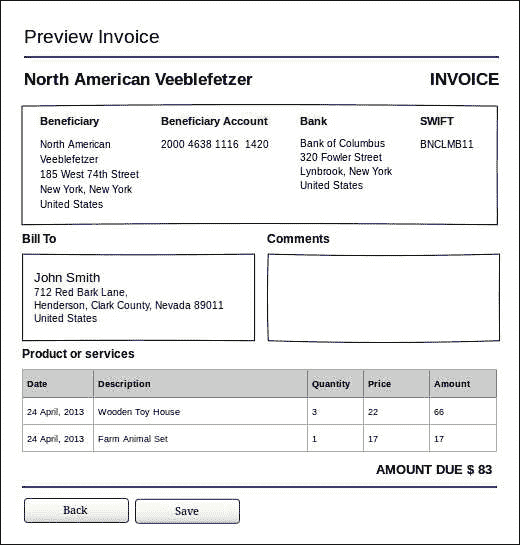 Preview Invoice
North American Veeblefetzer INVOICE
Beneficiary Beneficiary Account Bank SWIFT
North American
Veeblefetzer
185 West 74th Street
New York, New York
United States
2000 4638 1116 1420
Bank of Columbus
320 Fowler Street
Lynbrook, New York
United States
BNCLMB11
Bill To
John Smith
712 Red Bark Lane,
Henderson, Clark County, Nevada 89011
United States
Comments
Product or services
Date Description Quantity Price Amount
24 April, 2013 Wooden Toy House 3 22 66
24 April, 2013 Farm Animal Set 1 17 17
AMOUNT DUE $ 83
Back Save